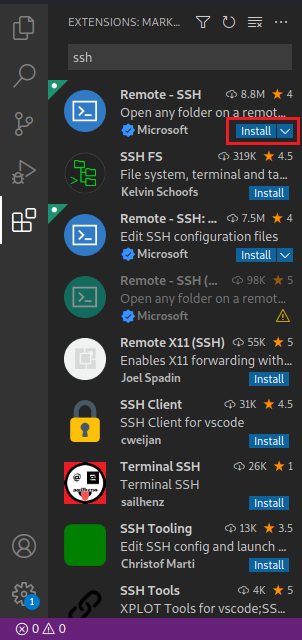 EXTENSIONS: MARK...
ssh
Remote - SSH 8.8M 4
Open any folder on a remot...
Microsoft Install
SSH FS 319K 4.5
File system, terminal and ta...
Kelvin Schoofs Install
Remote - SSH: ... 7.5M 4
Edit SSH configuration files
Microsoft Install
Remote - SSH (... 98K 5
Open any folder on a remot...
Microsoft
Remote X11 (SSH) 55K 5
Enables X11 forwarding with...
Joel Spadin Install
SSH Client 31K 4.5
SSH Client for vscode
cweijan Install
Terminal SSH 26K 1
Terminal SSH
sailhenz Install
SSH Tooling 13K 3.5
Edit SSH config and launch ...
Christof Marti Install
SSH Tools 4K 5
XPLOT Tools for vscode;SS...
1
0 0